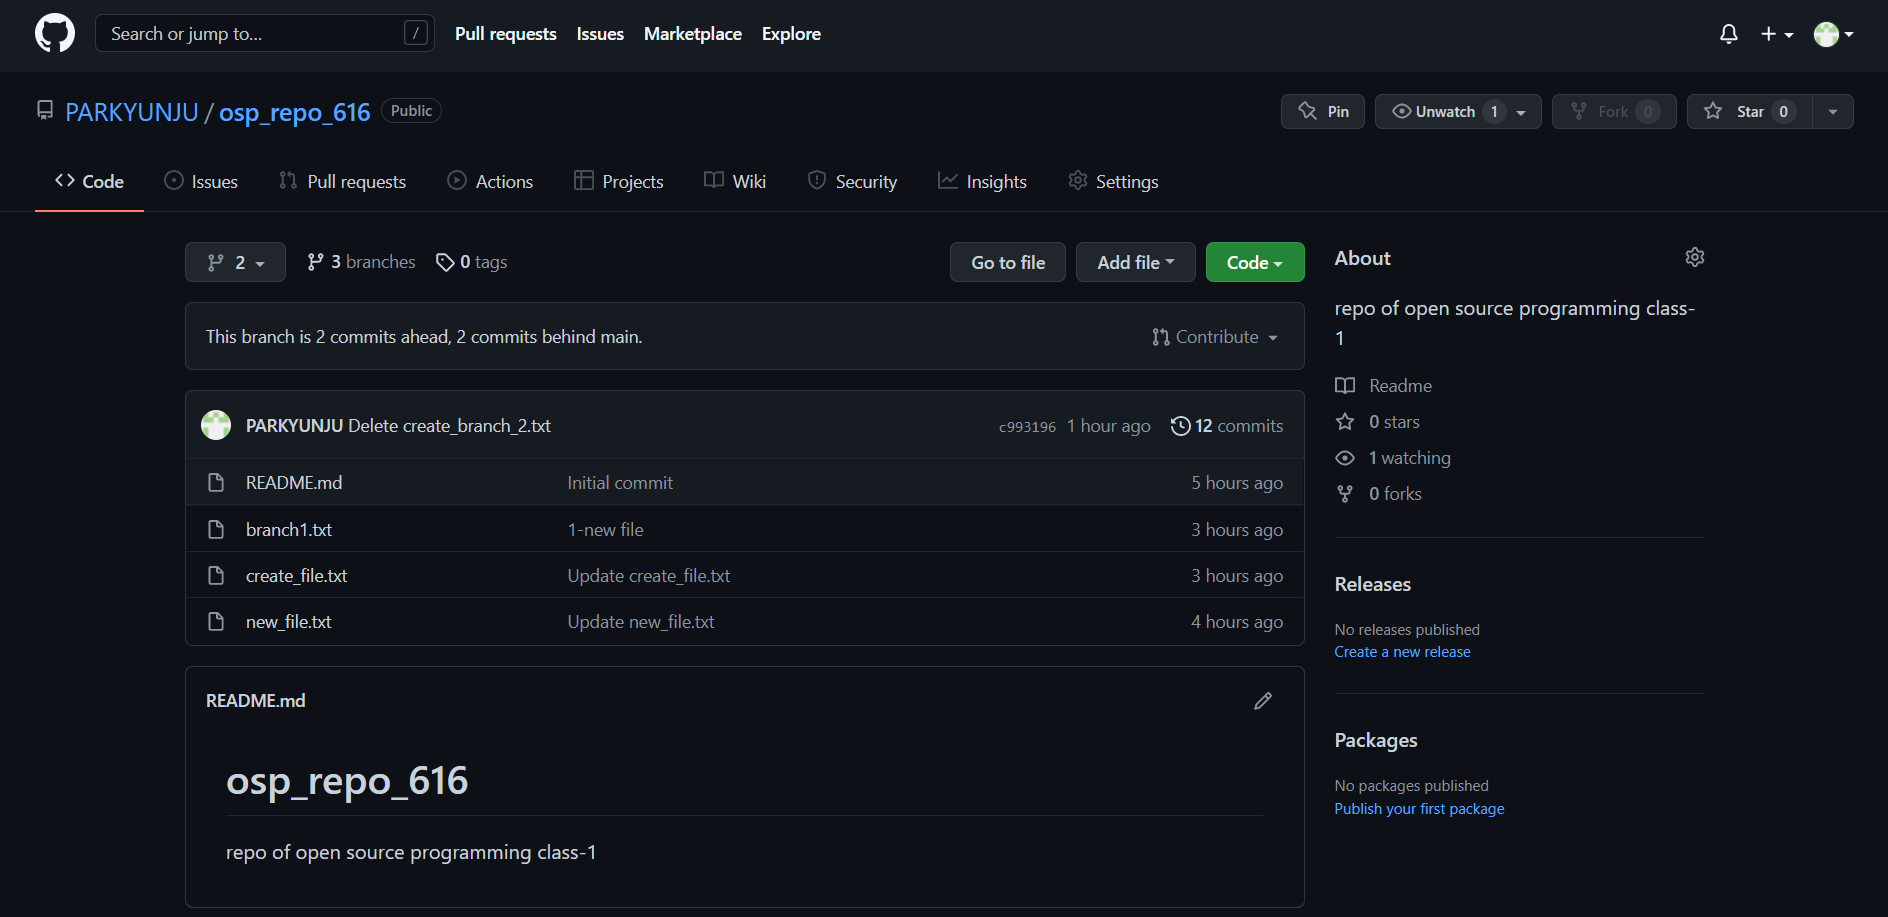 Search or jump to... /
Pull requests Issues Marketplace Explore
PARKYUNJU / osp_repo_616 Public
Pin Unwatch 1 Fork 0 Star 0
Code Issues Pull requests Actions Projects Wiki Security Insights Settings
2 3 branches 0 tags
Go to file Add file Code
This branch is 2 commits ahead, 2 commits behind main. Contribute
PARKYUNJU Delete create_branch_2.txt c993196 1 hour ago 12 commits
README.md Initial commit 5 hours ago
branch1.txt 1-new file 3 hours ago
create_file.txt Update create_file.txt 3 hours ago
new_file.txt Update new_file.txt 4 hours ago
README.md
osp_repo_616
repo of open source programming class-1
About
repo of open source programming class-
1
Readme
0 stars
1 watching
0 forks
Releases
No releases published
Create a new release
Packages
No packages published
Publish your first package